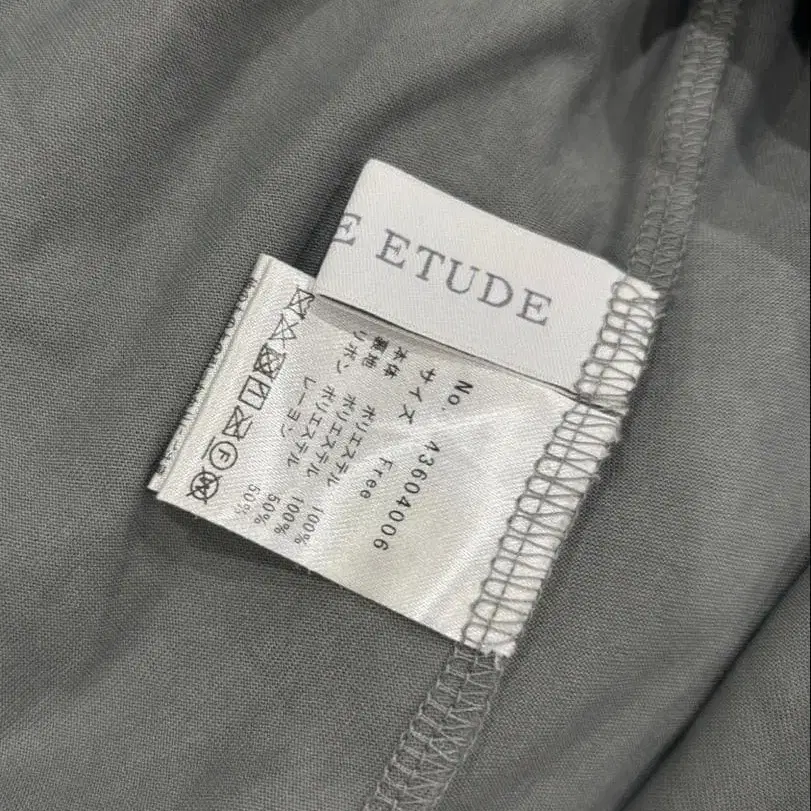 E ETUDE
No. 43604006
サイズ Free
本体 ポリエステル 100%
裏地 ポリエステル 100%
リボン ポリエステル 50%
レーヨン 50%